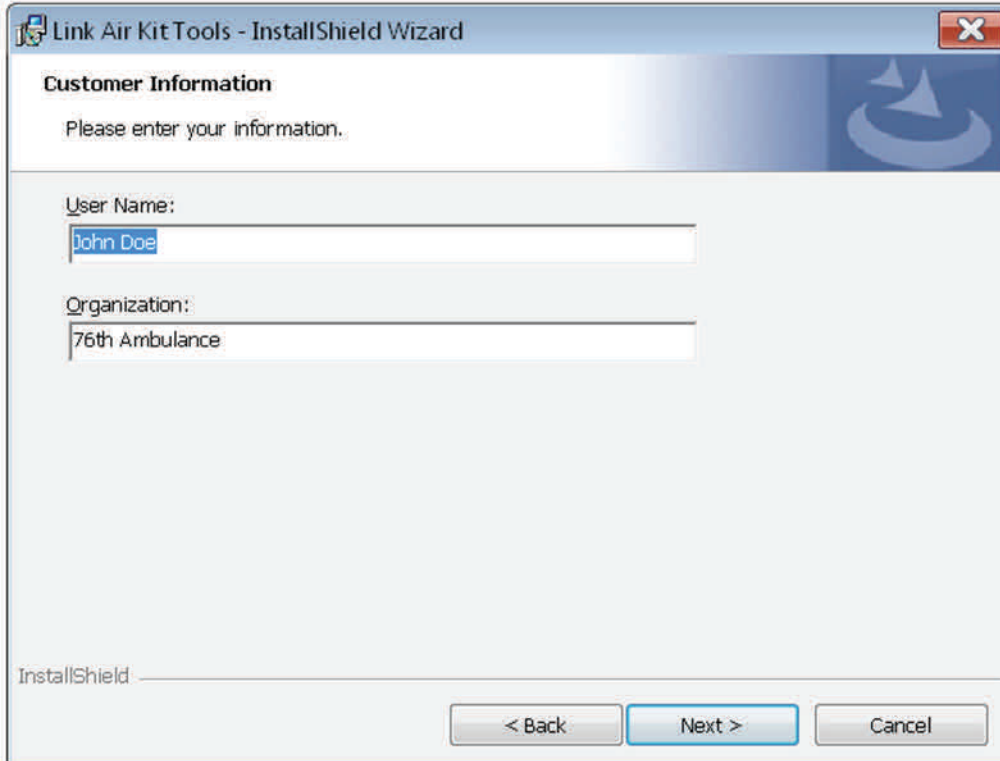 Link Air Kit Tools - InstallShield Wizard
Customer Information
Please enter your information.
User Name:
John Doe
Organization:
76th Ambulance
InstallShield
< Back Next > Cancel